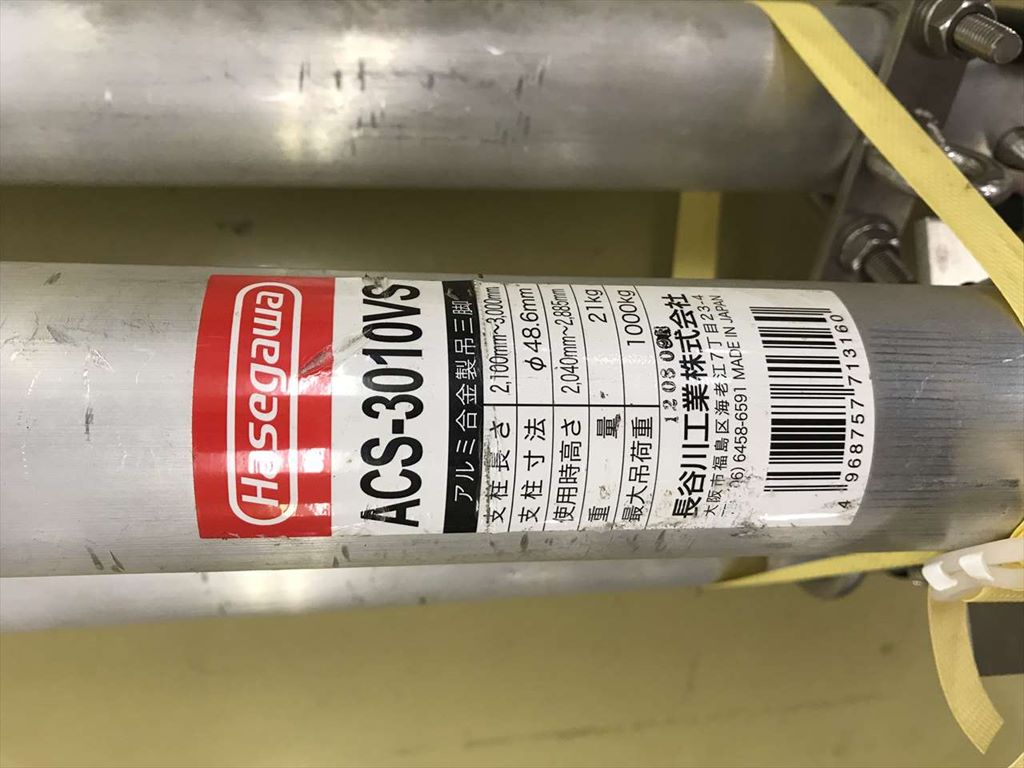 Hasegawa
ACS-3010VS
アルミ合金製吊三脚
支柱長さ 2,100mm~3,000mm
支柱寸法 φ48.6mm
使用時高さ 2,040mm~2,885mm
重量 21kg
最大吊荷重 1000kg
長谷川工業株式会社
大阪市福島区海老江7丁目23-4
06) 6458-6591 MADE IN JAPAN
4 968757 713160